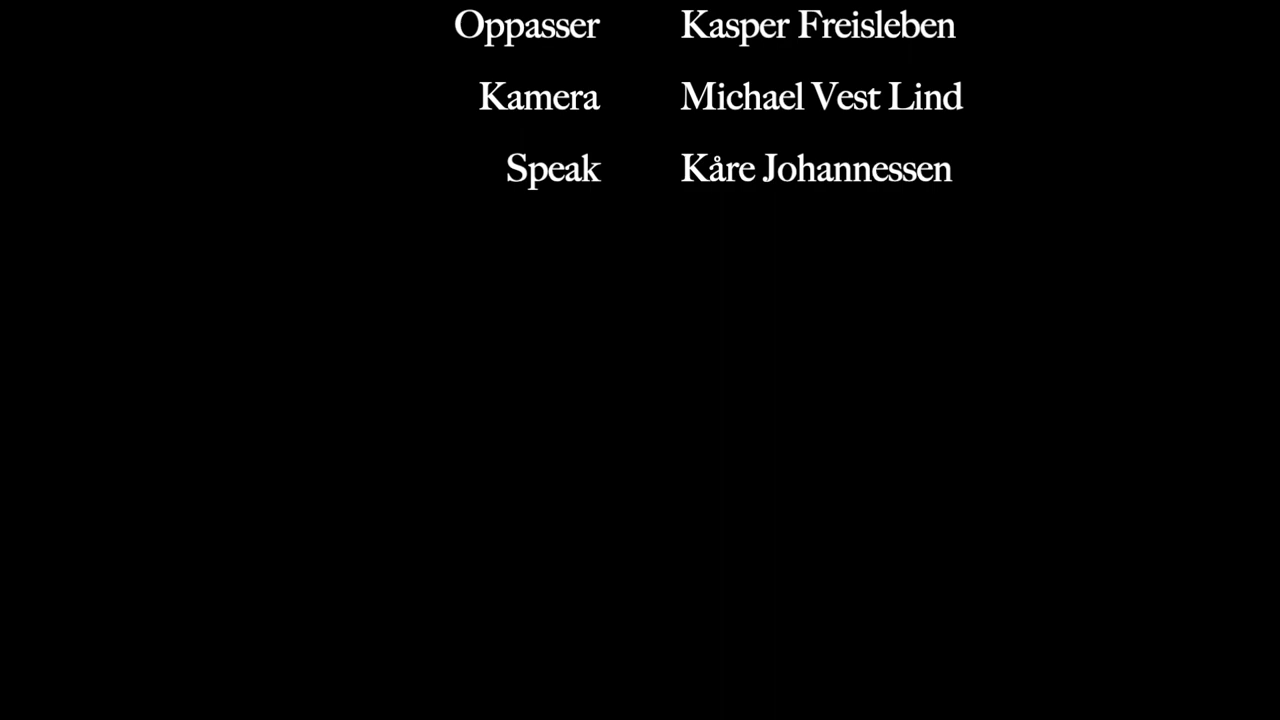 Oppasser Kasper Freisleben
Kamera Michael Vest Lind
Speak Kåre Johannessen